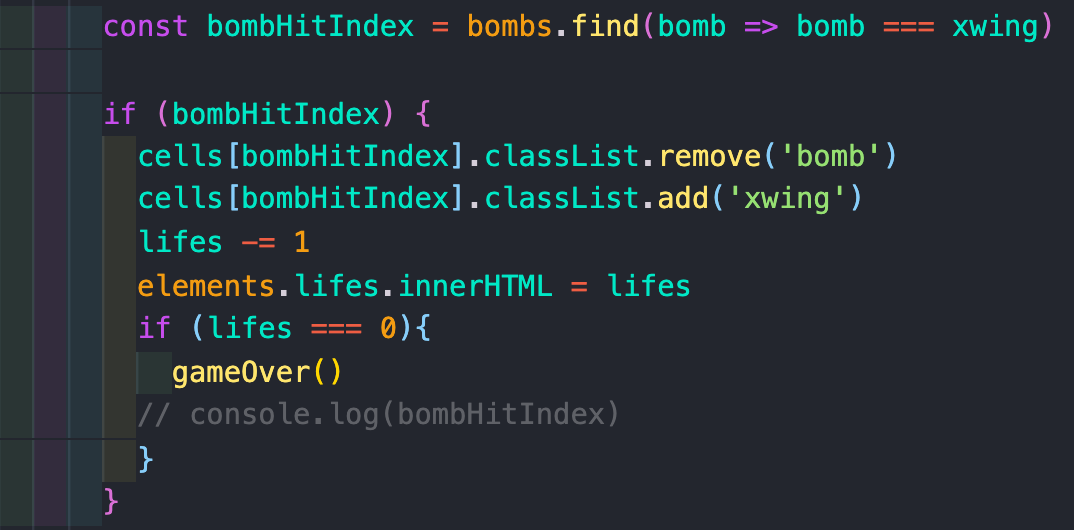 const bombHitIndex = bombs.find(bomb => bomb === xwing)
if (bombHitIndex) {
cells[bombHitIndex].classList.remove('bomb')
cells[bombHitIndex].classList.add('xwing')
lifes -= 1
elements.lifes.innerHTML = lifes
if (lifes === 0){
gameOver()
// console.log(bombHitIndex)
}
}